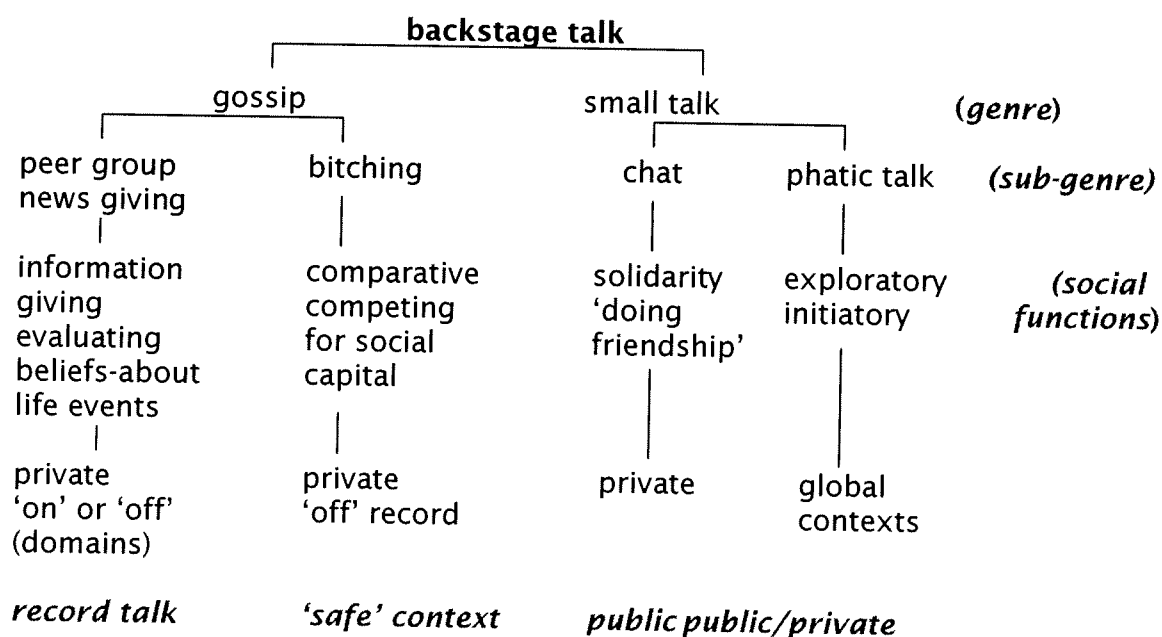 backstage talk
gossip small talk (genre)
peer group bitching chat phatic talk (sub-genre)
news giving
information comparative solidarity exploratory (social
giving competing 'doing initiatory functions)
evaluating for social friendship'
beliefs-about capital
life events
private private private global
'on' or 'off' 'off' record contexts
(domains)
record talk 'safe' context public public/private